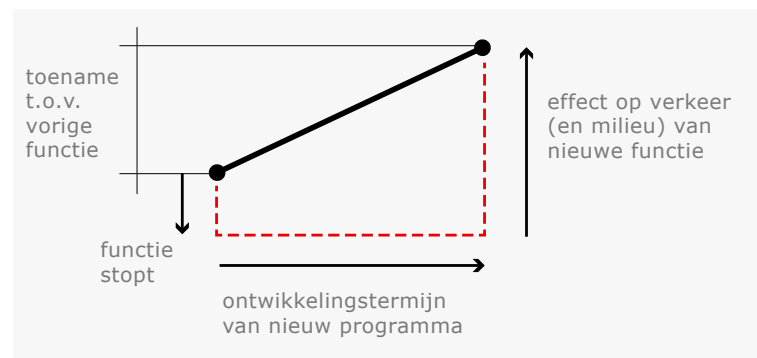 toename
t.o.v.
vorige
functie
effect op verkeer
(en milieu) van
nieuwe functie
functie
stopt
ontwikkelingstermijn
van nieuw programma